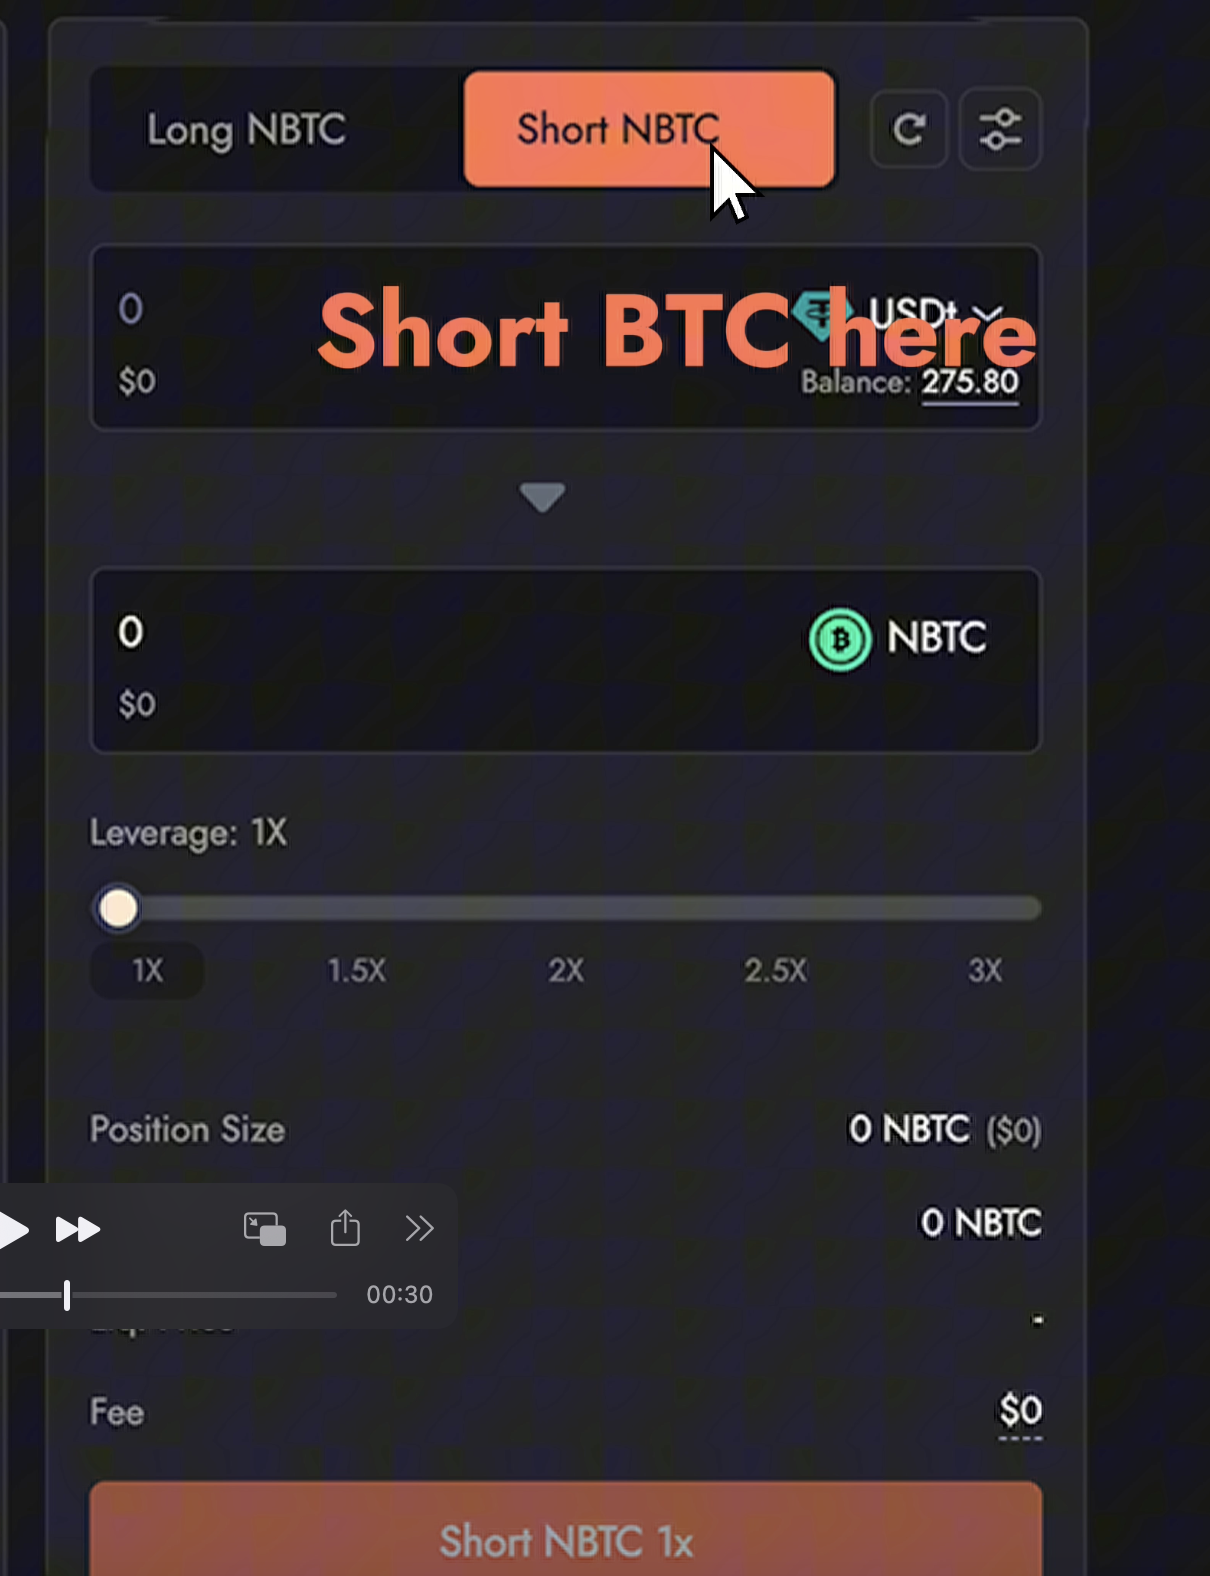 Long NBTC
Short NBTC
0
USDt
Short BTC here
$0
Balance: 275.80
0
NBTC
$0
Leverage: 1X
1X 1.5X 2X 2.5X 3X
Position Size
0 NBTC ($0)
0 NBTC
00:30
-
Fee
$0
Short NBTC 1x